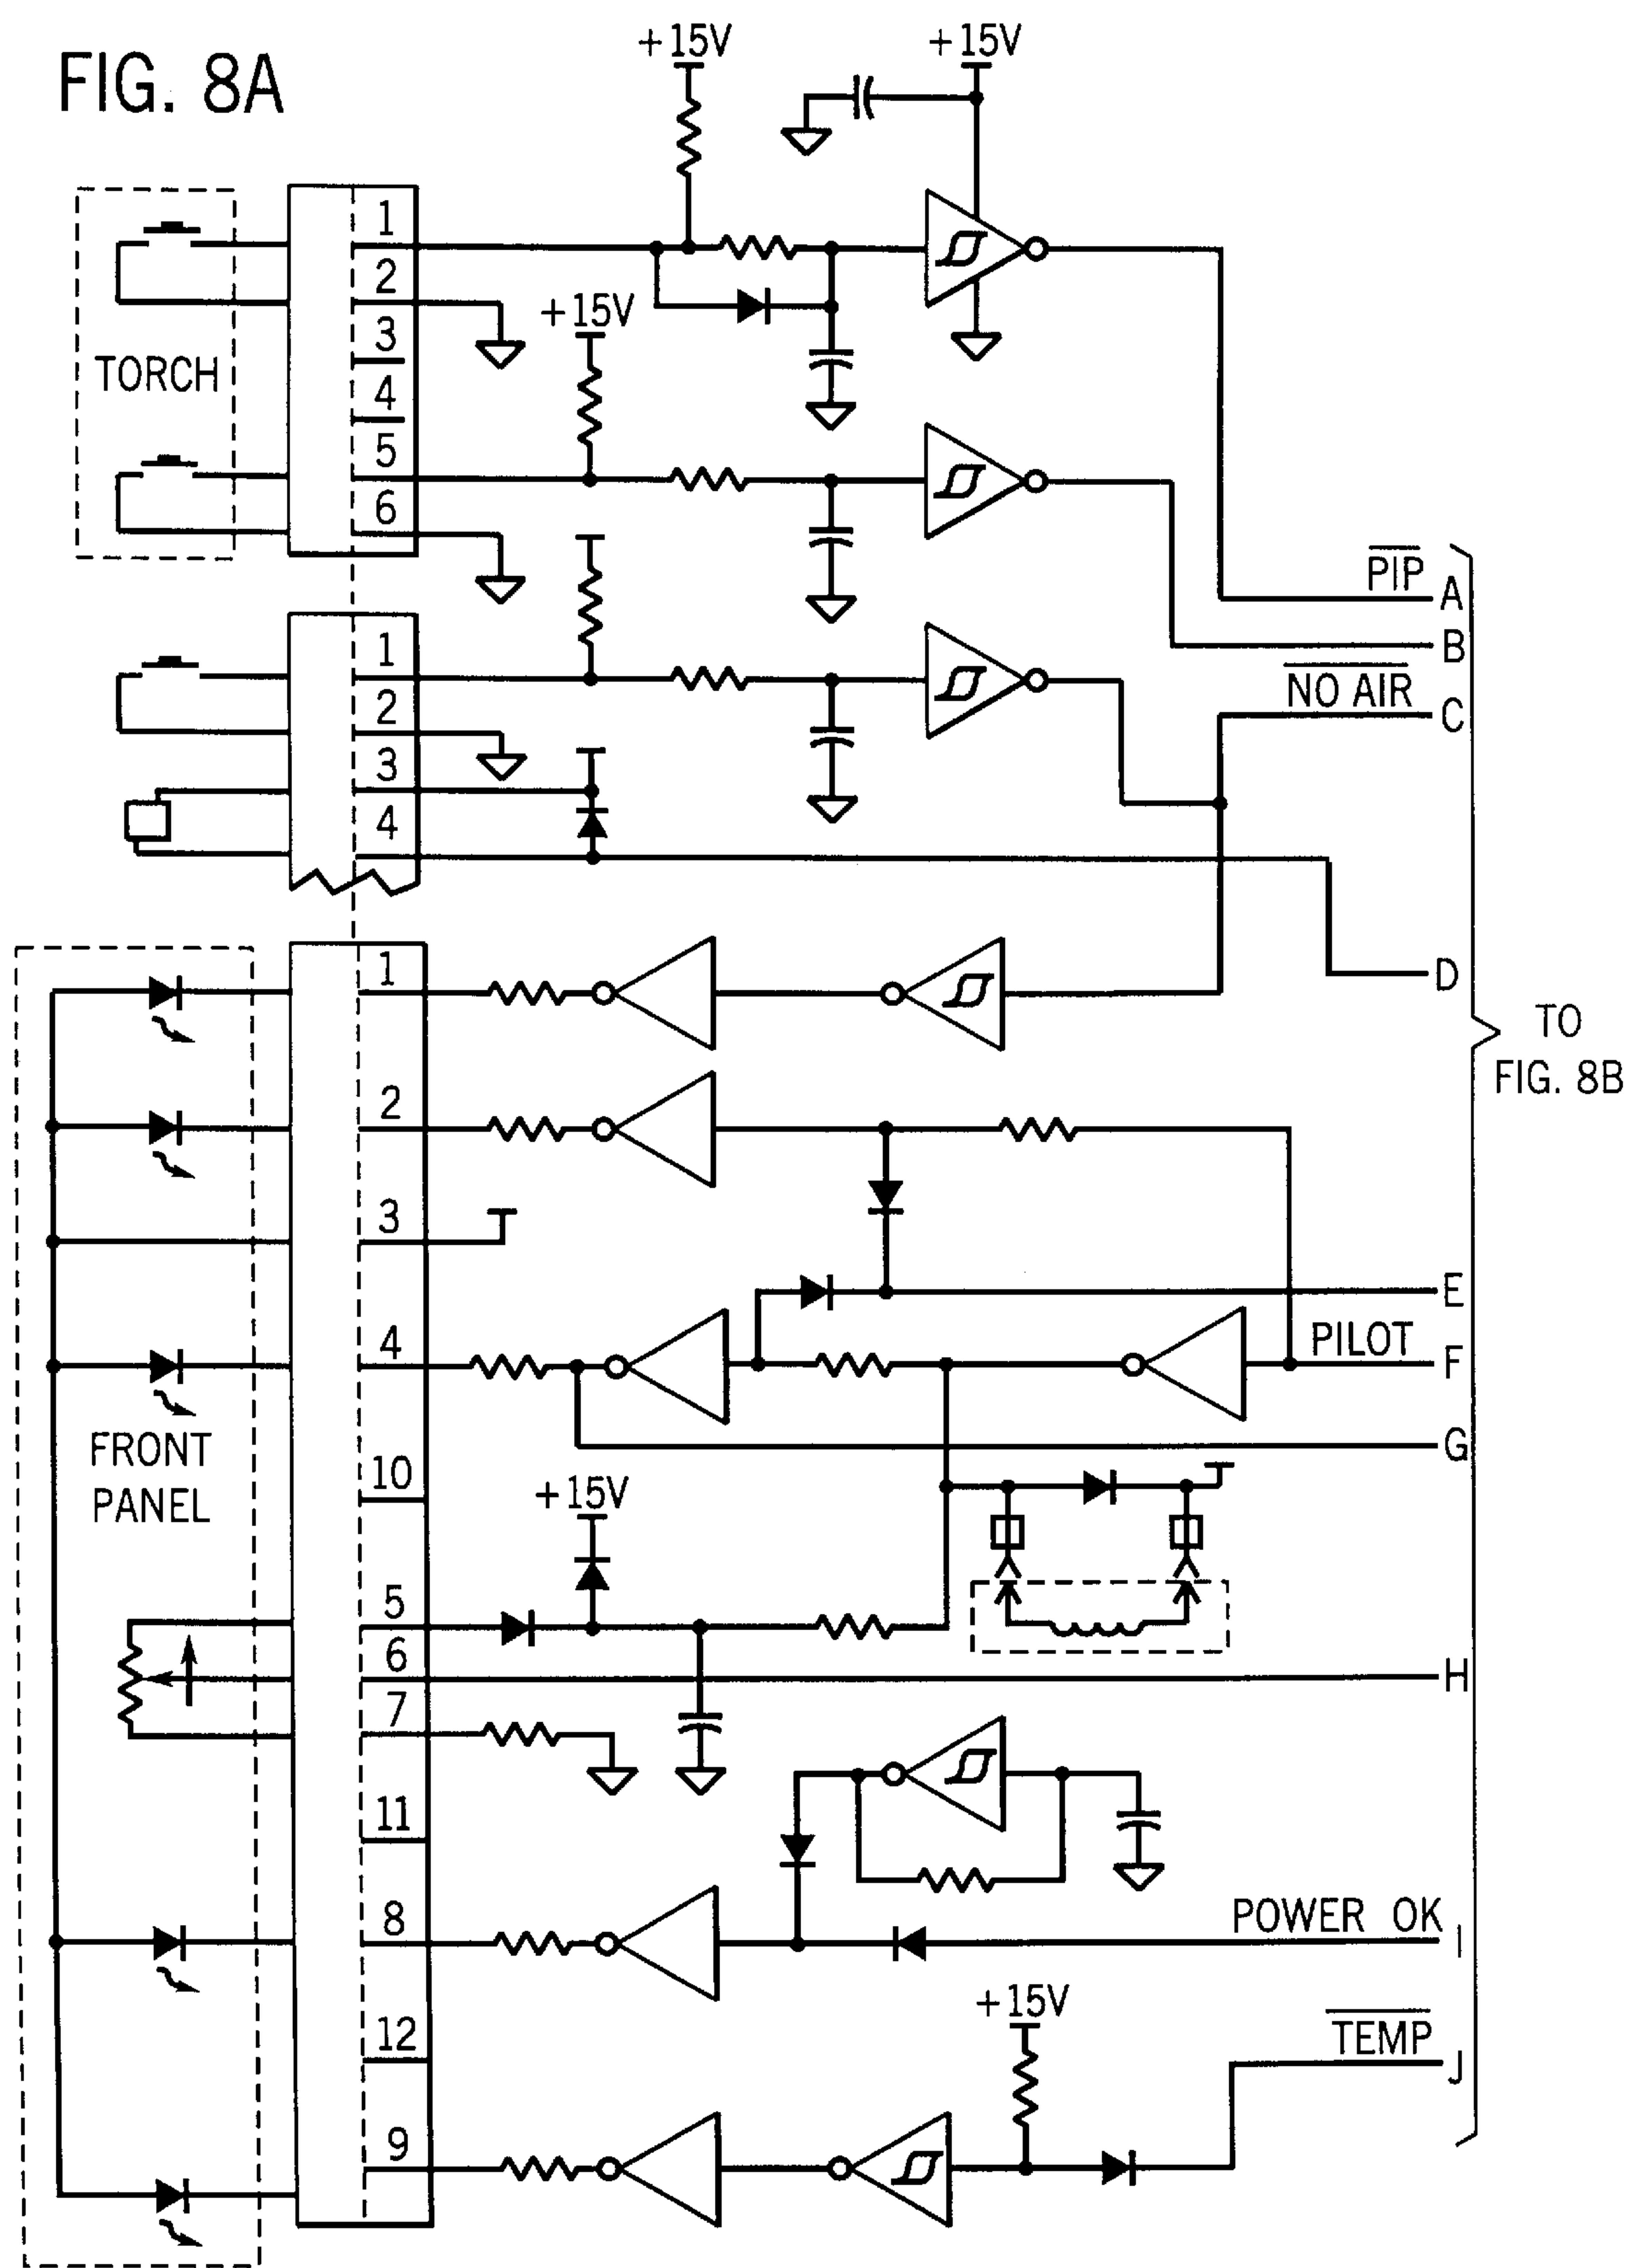 FIG. 8A
+15V
+15V
1
2
3
4
5
6
TORCH
+15V
PIP
A
B
NO AIR
C
1
2
3
4
D
TO
FIG. 8B
1
2
3
E
4
PILOT
F
G
FRONT
PANEL
10
+15V
5
6
H
7
11
8
POWER OK
I
+15V
12
TEMP
J
9